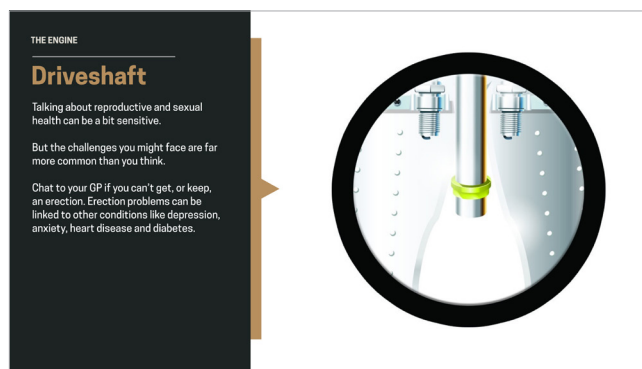 THE ENGINE
Driveshaft
Talking about reproductive and sexual
health can be a bit sensitive.
But the challenges you might face are far
more common than you think.
Chat to your GP if you can't get, or keep,
an erection. Erection problems can be
linked to other conditions like depression,
anxiety, heart disease and diabetes.